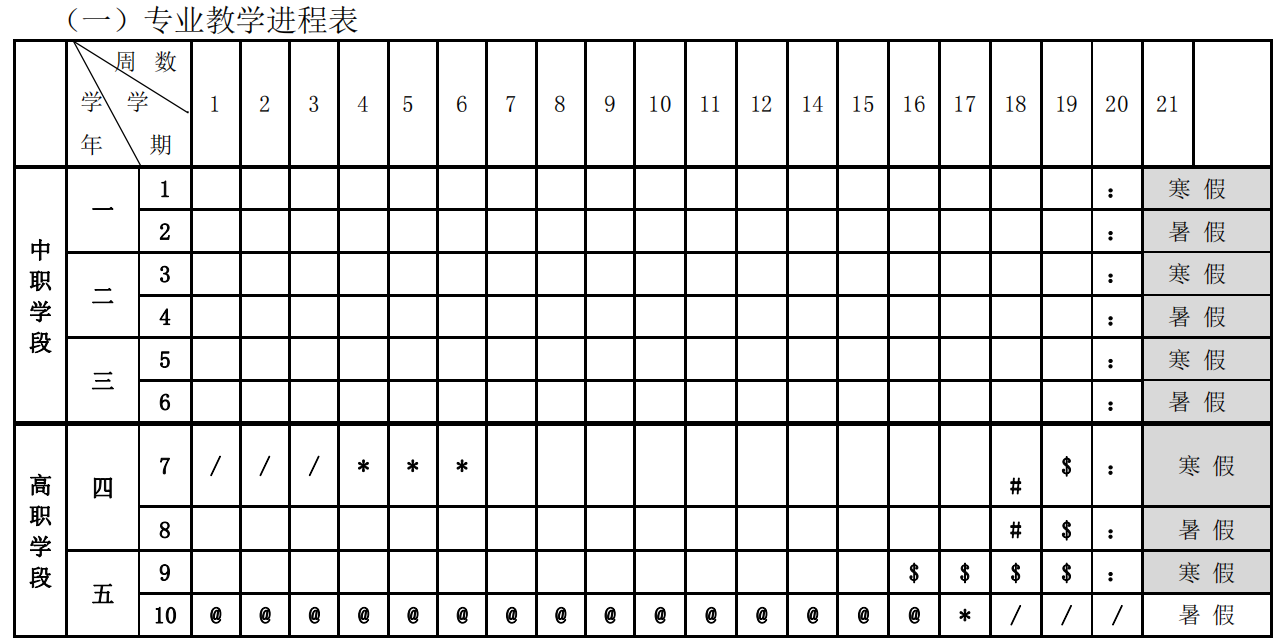 （一）专业教学进程表
周 数
学 学
年 期
1 2 3 4 5 6 7 8 9 10 11 12 14 15 16 17 18 19 20 21
中职学段
一 1 : 寒 假
2 : 暑 假
二 3 : 寒 假
4 : 暑 假
三 5 : 寒 假
6 : 暑 假
高职学段
四 7 / / / * * * # $ : 寒 假
8 # $ : 暑 假
五 9 $ $ $ $ : 寒 假
10 @ @ @ @ @ @ @ @ @ @ @ @ @ @ @ * / / / 暑 假